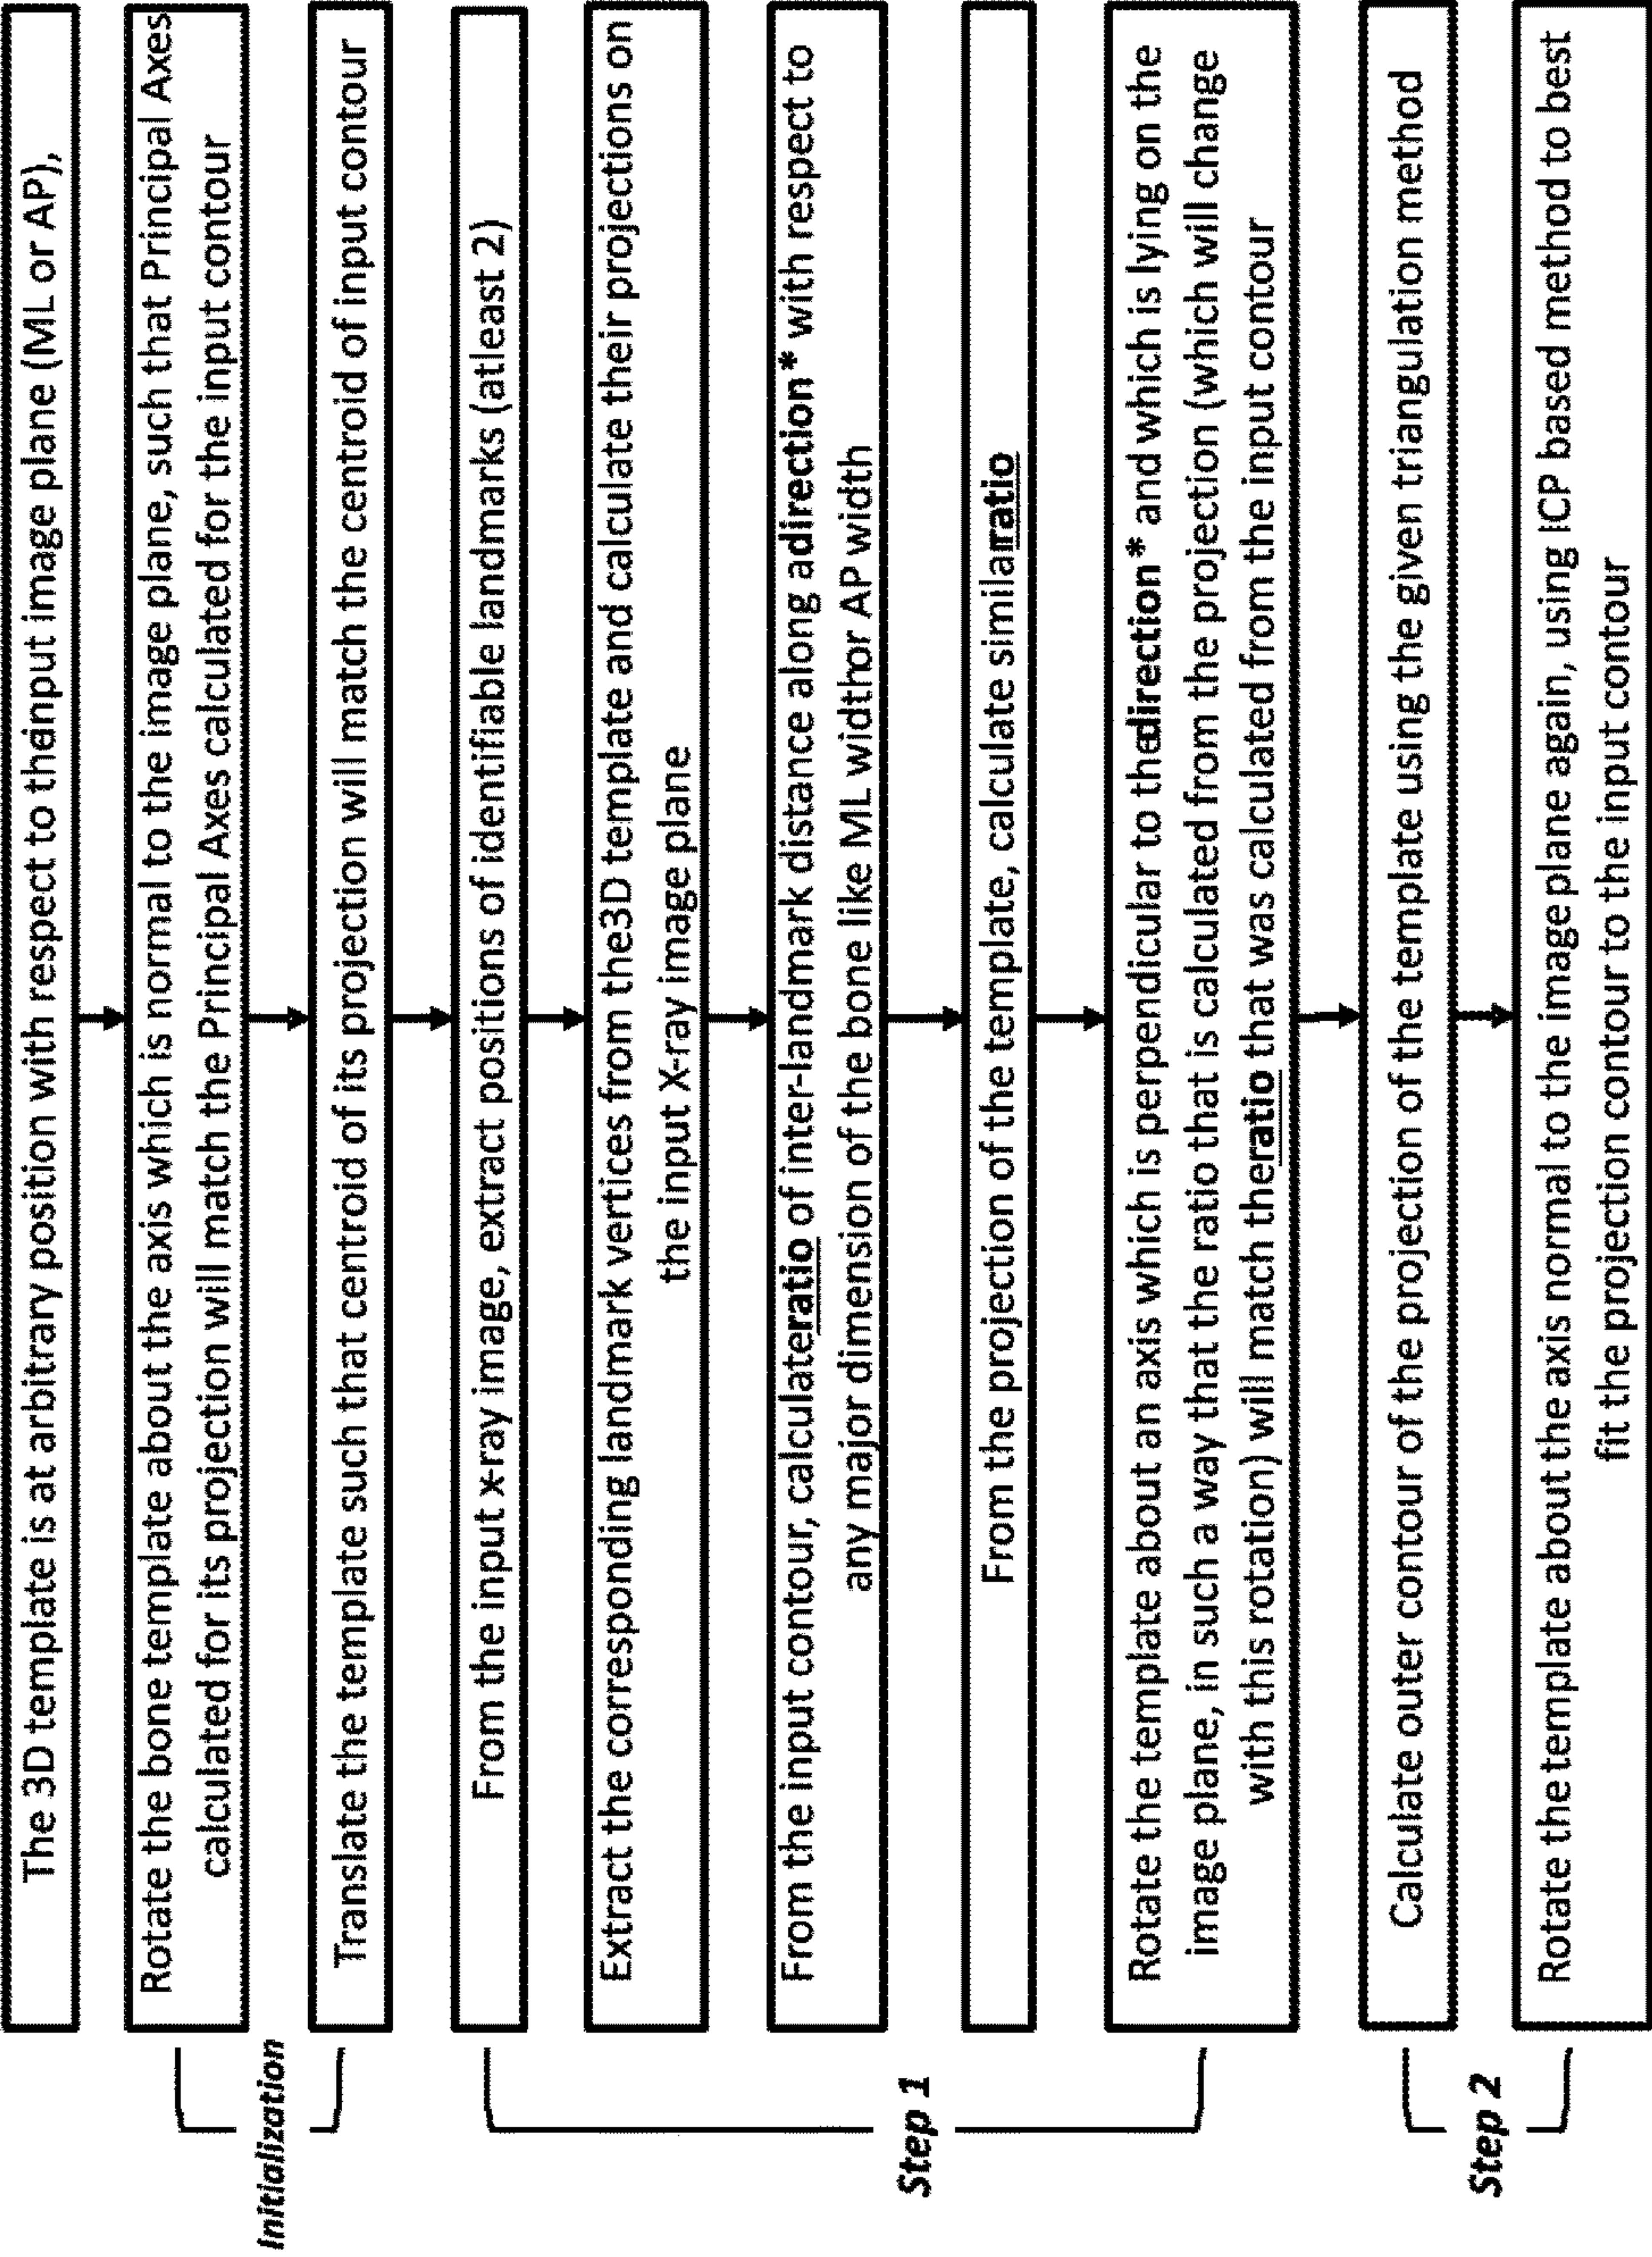 The 3D template is at arbitrary position with respect to theinput image plane (ML or AP),
Rotate the bone template about the axis which is normal to the image plane, such that Principal Axes
calculated for its projection will match the Principal Axes calculated for the input contour
Translate the template such that centroid of its projection will match the centroid of input contour
Initialization
From the input x-ray image, extract positions of identifiable landmarks (atleast 2)
Extract the corresponding landmark vertices from the3D template and calculate their projections on
the input X-ray image plane
From the input contour, calculateratio of inter-landmark distance along adirection* with respect to
any major dimension of the bone like ML widthor AP width
From the projection of the template, calculate similarratio
Rotate the template about an axis which is perpendicular to thedirection* and which is lying on the
image plane, in such a way that the ratio that is calculated from the projection (which will change
with this rotation) will match theratio that was calculated from the input contour
Step 1
Calculate outer contour of the projection of the template using the given triangulation method
Rotate the template about the axis normal to the image plane again, using ICP based method to best
fit the projection contour to the input contour
Step 2